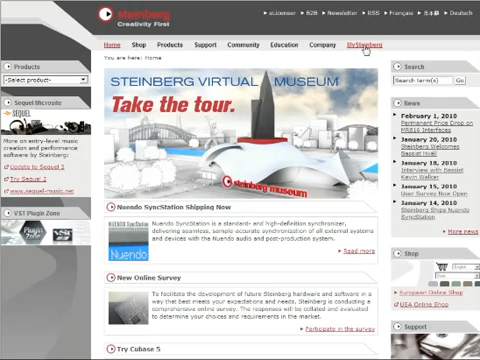 steinberg
Creativity First
eLicenser
B2B
Newsletter
RSS
Français
日本語
Deutsch
Home
Shop
Products
Support
Community
Education
Company
MySteinberg
You are here: Home
Products
-Select product-
Sequel Microsite
SEQUEL
More on entry-level music
creation and performance
software by Steinberg:
Update to Sequel 2
Try Sequel 2
www.sequel-music.net
VST Plugin Zone
STEINBERG VIRTUAL MUSEUM
Take the tour.
steinberg museum
Nuendo SyncStation Shipping Now
Nuendo SyncStation is a standard- and high-definition synchronizer,
delivering seamless, sample-accurate synchronization of all external systems
and devices with the Nuendo audio and post-production system.
Nuendo
Read more
New Online Survey
To facilitate the development of future Steinberg hardware and software in a
way that best meets your expectations and needs, Steinberg is conducting a
comprehensive online survey. The responses will be collated and evaluated
to determine your choices and requirements in the market.
Participate in the survey
Try Cubase 5
Search
Search term(s)
Go
News
February 1, 2010
Permanent Price Drop on
MR816 Interfaces
January 20, 2010
Steinberg Welcomes
Bassist Hyall
January 18, 2010
Interview with Bassist
Kevin Walker
January 15, 2010
User Survey Now Open
January 14, 2010
Steinberg Ships Nuendo
SyncStation
More news
Shop
European Online Shop
USA Online Shop
Support